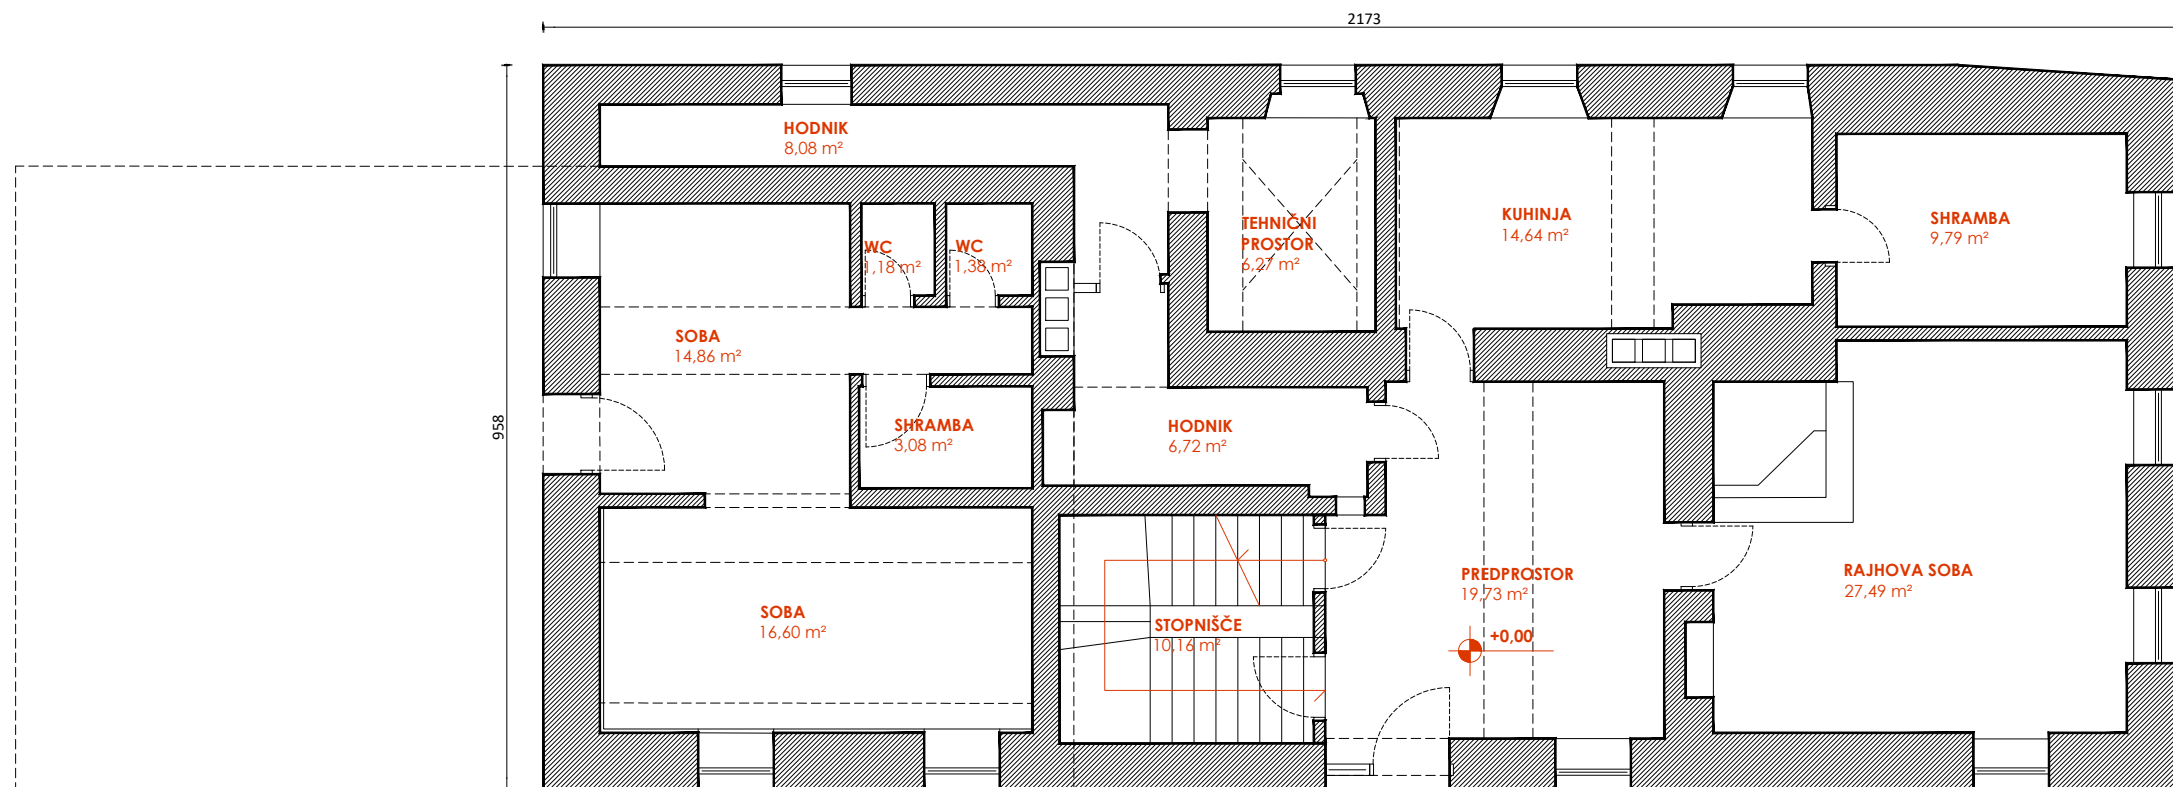 2173
958
HODNIK
8,08 m²
WC
1,18 m²
WC
1,38 m²
TEHNIČNI
PROSTOR
6,27 m²
KUHINJA
14,64 m²
SHRAMBA
9,79 m²
SOBA
14,86 m²
SHRAMBA
3,08 m²
HODNIK
6,72 m²
SOBA
16,60 m²
STOPNIŠČE
10,16 m²
PREDPROSTOR
19,73 m²
+0,00
RAJHOVA SOBA
27,49 m²